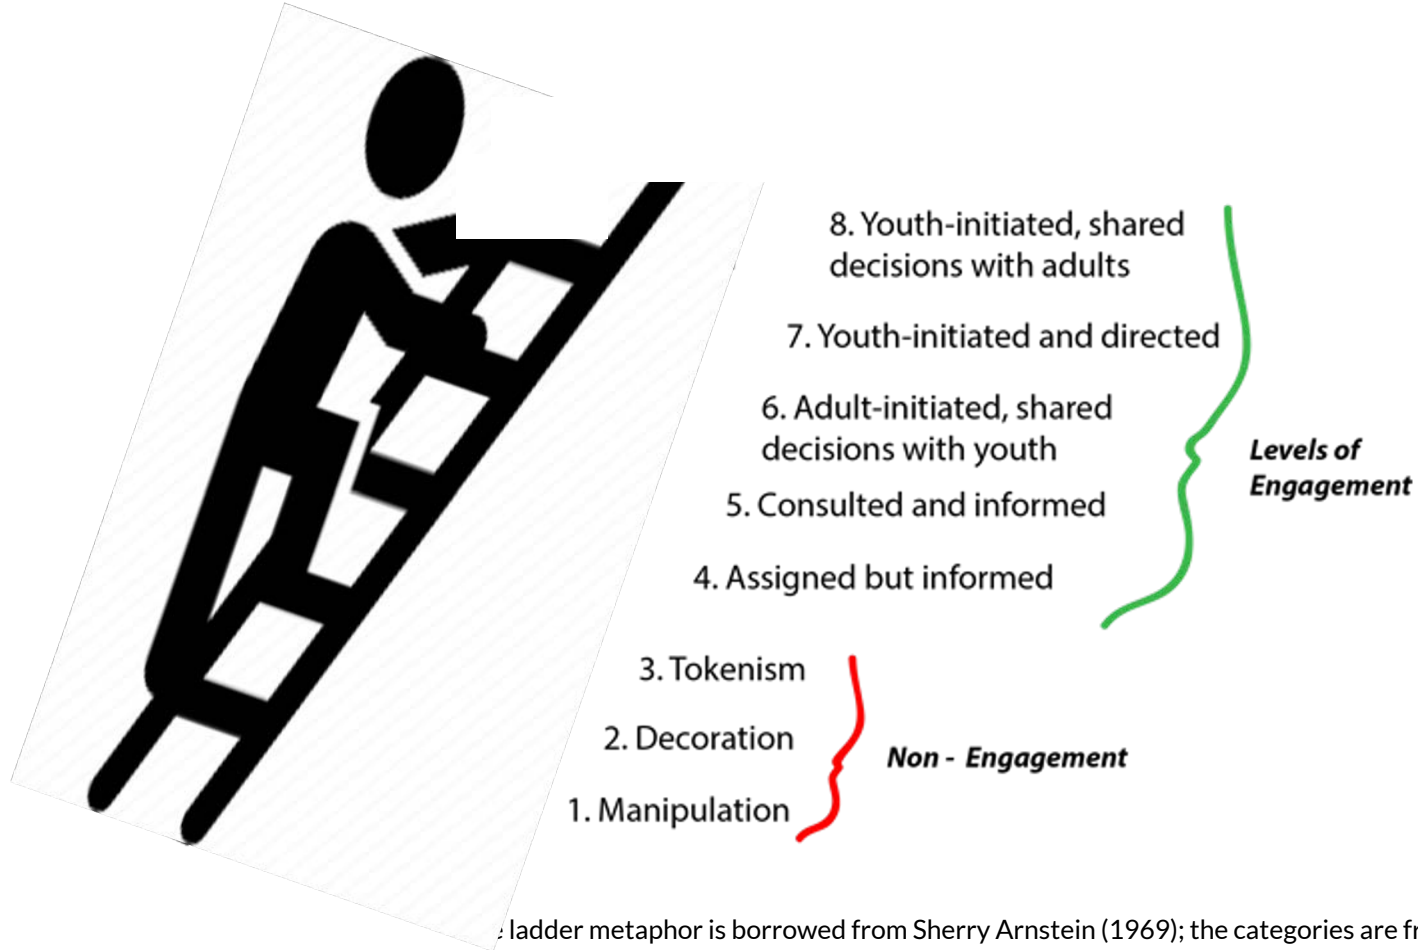 8. Youth-initiated, shared
decisions with adults
7. Youth-initiated and directed
6. Adult-initiated, shared
decisions with youth
Levels of
Engagement
5. Consulted and informed
4. Assigned but informed
3. Tokenism
2. Decoration
Non - Engagement
1. Manipulation
ladder metaphor is borrowed from Sherry Arnstein (1969); the categories are